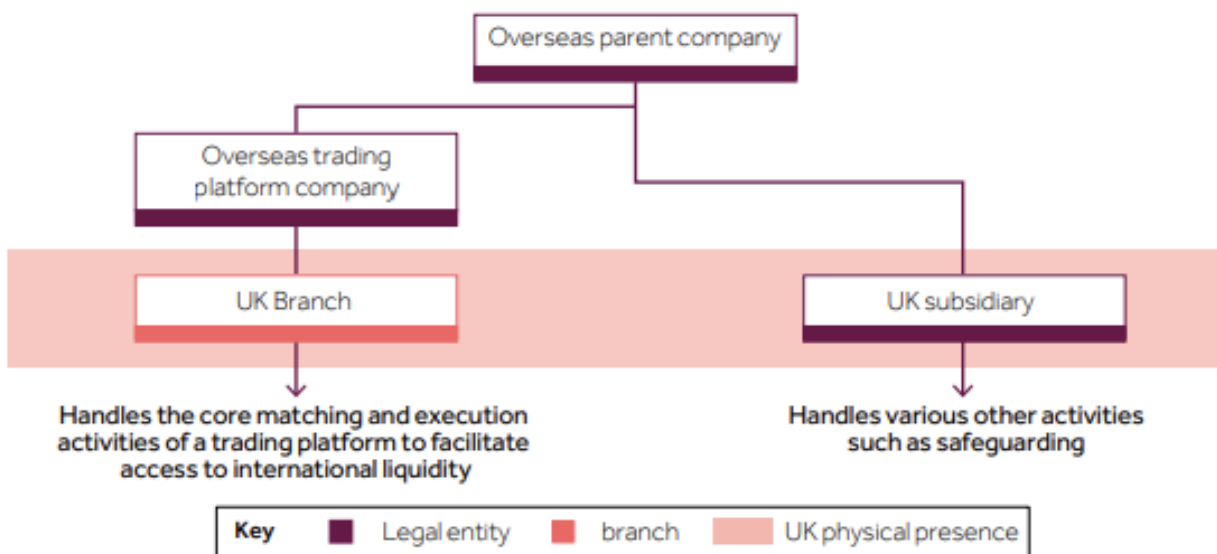 Overseas parent company
Overseas trading
platform company
UK Branch
UK subsidiary
Handles the core matching and execution
activities of a trading platform to facilitate
access to international liquidity
Handles various other activities
such as safeguarding
Key Legal entity branch UK physical presence